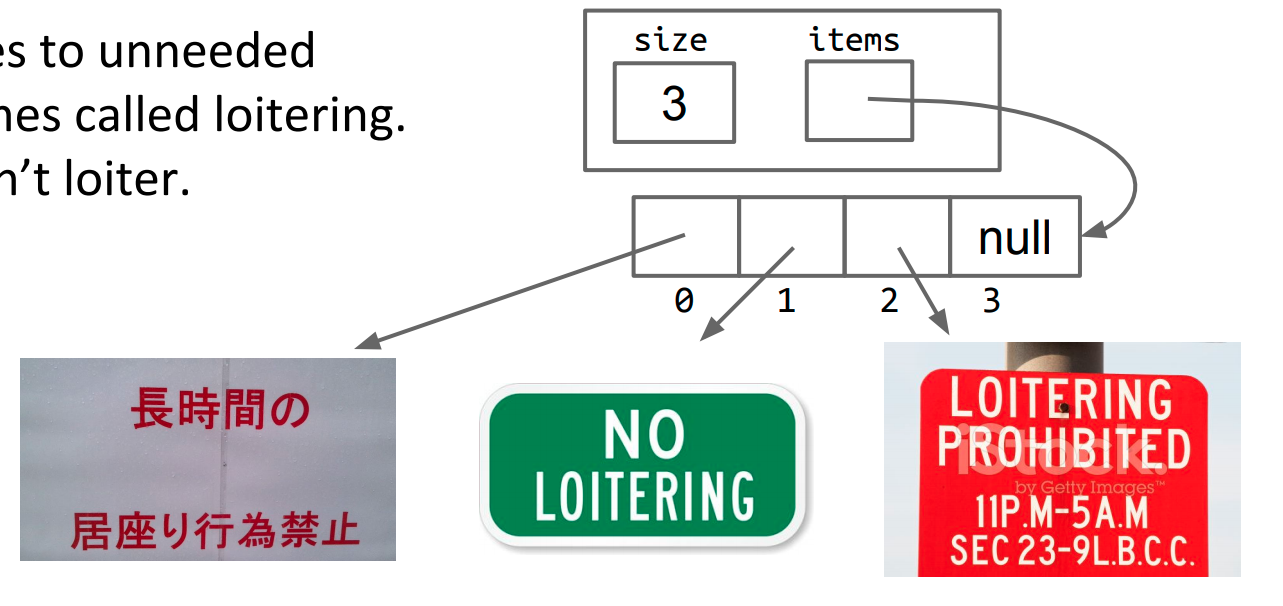 es to unneeded
nes called loitering.
n’t loiter.
size items
3
null
0 1 2 3
長時間の
居座り行為禁止
NO
LOITERING
LOITERING
PROHIBITED
iStock
by Getty Images™
11P.M-5A.M
SEC 23-9L.B.C.C.